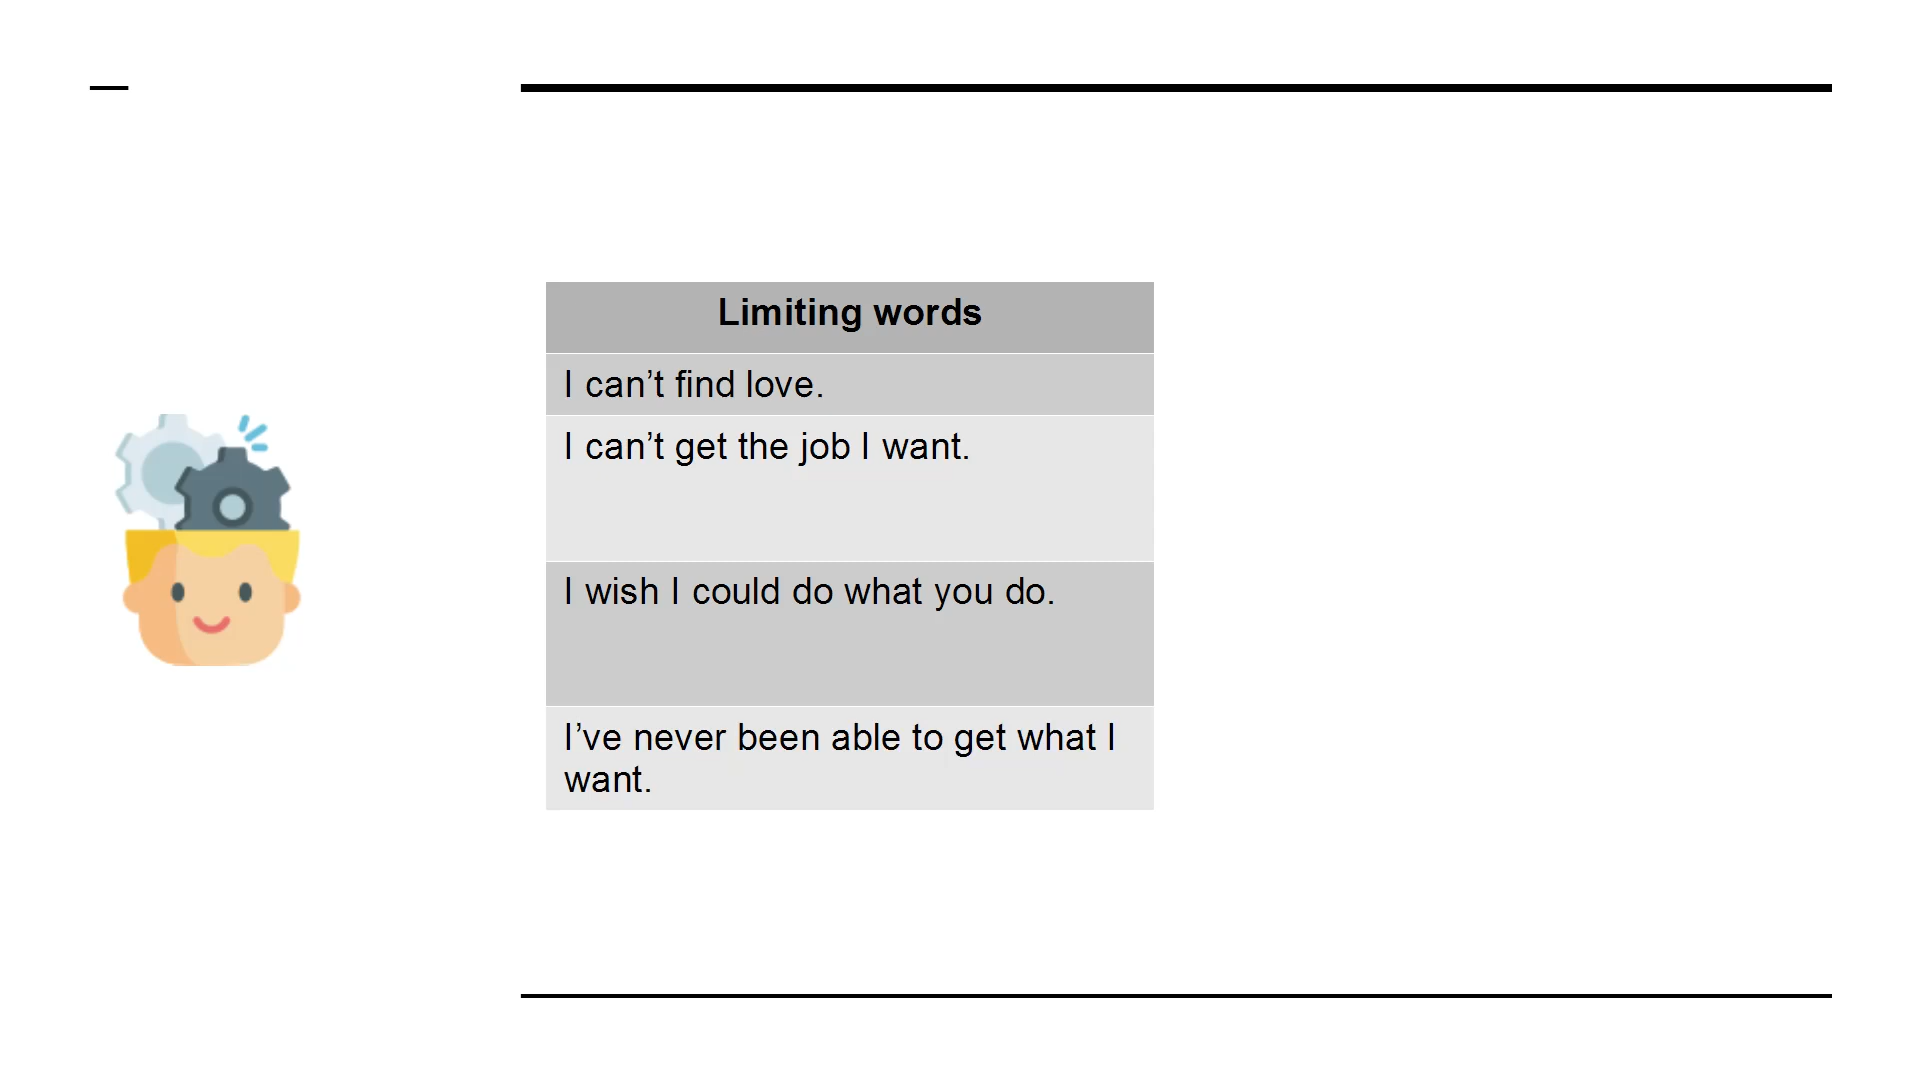 Limiting words
I can’t find love.
I can’t get the job I want.
I wish I could do what you do.
I’ve never been able to get what I
want.